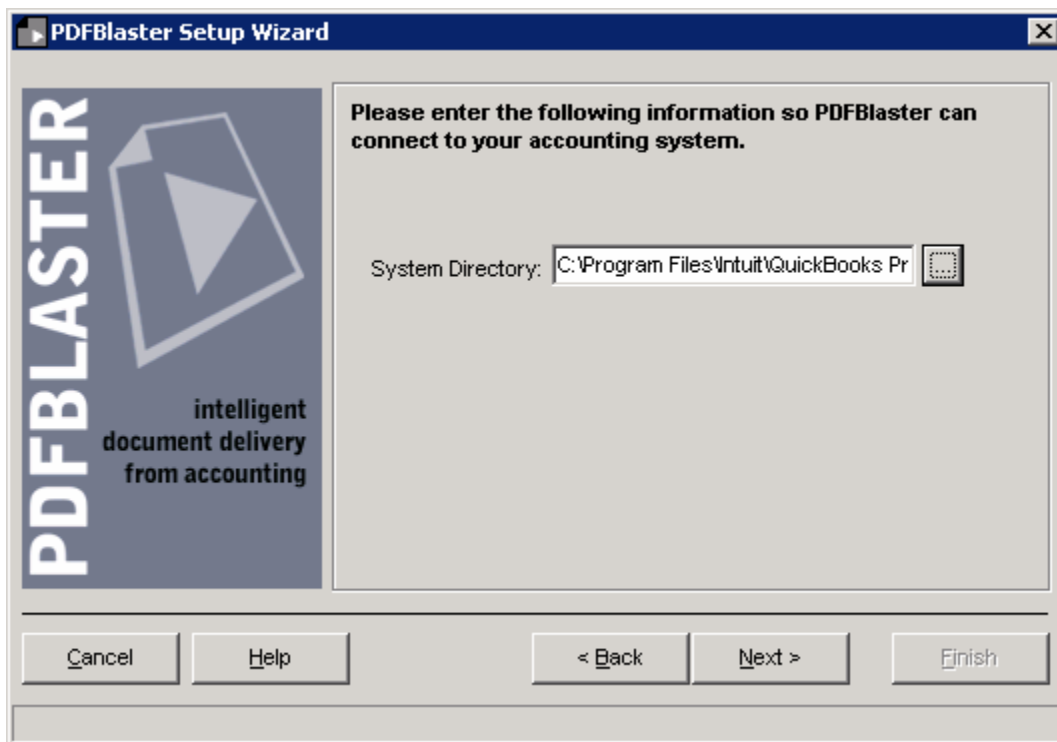 PDFBlaster Setup Wizard
PDFBLASTER
intelligent
document delivery
from accounting
Please enter the following information so PDFBlaster can
connect to your accounting system.
System Directory: C:\Program Files\Intuit\QuickBooks Pr ...
Cancel Help < Back Next > Finish